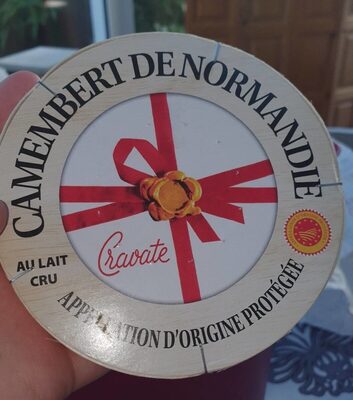 CAMEMBERT DE NORMANDIE
Cravate
AU LAIT
CRU
APPELLATION D'ORIGINE PROTÉGÉE